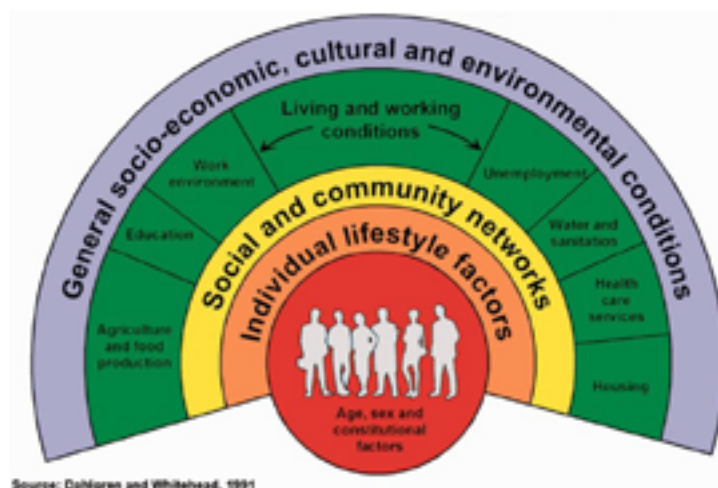 General socio-economic, cultural and environmental conditions
Living and working
conditions
Work
environment
Unemployment
Education
Water and
sanitation
Agriculture
and food
production
Health
care
services
Housing
Social and community networks
Individual lifestyle factors
Age, sex and
constitutional
factors
Source: Dahlgren and Whitehead, 1991